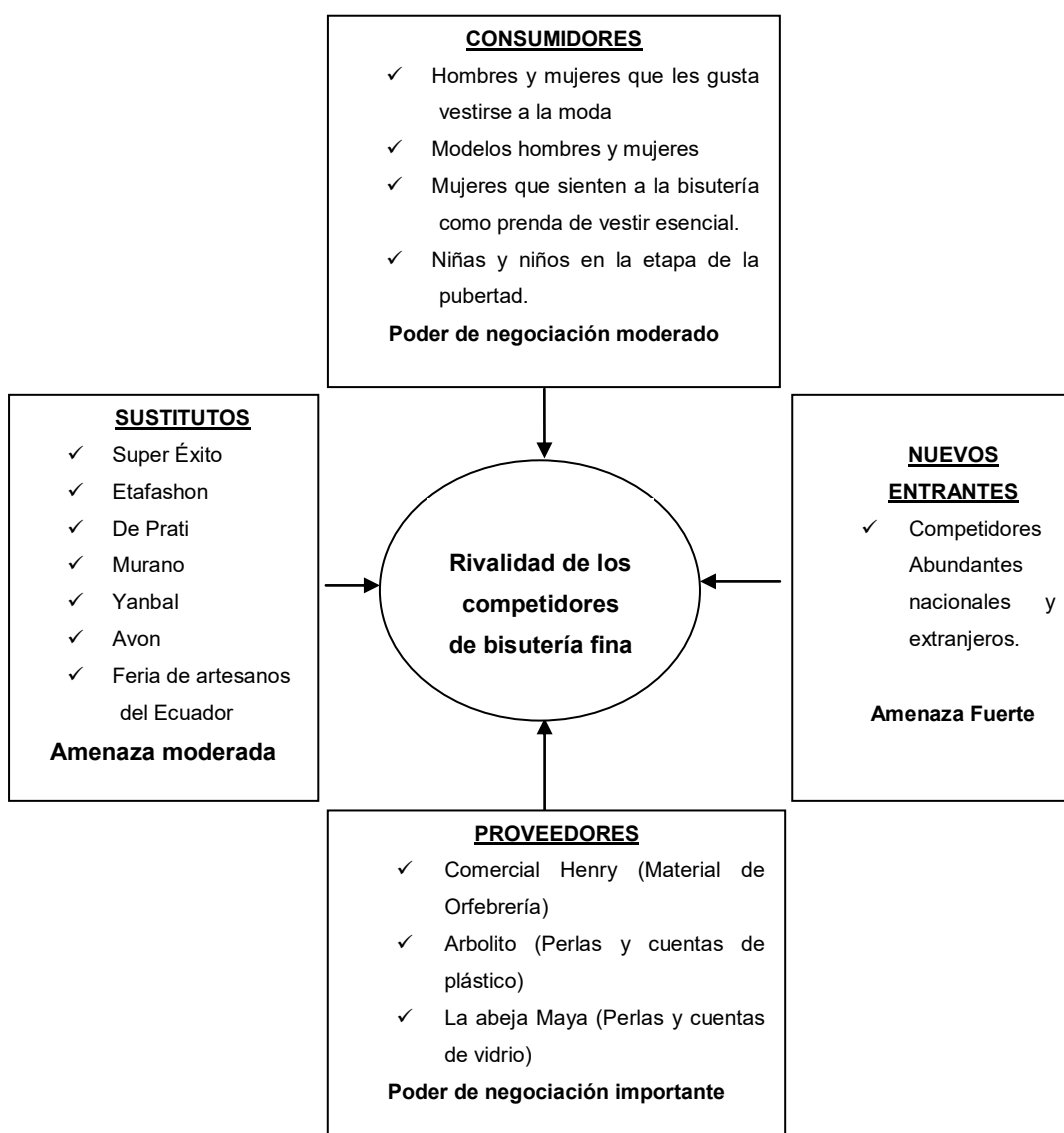 CONSUMIDORES
✓ Hombres y mujeres que les gusta
vestirse a la moda
✓ Modelos hombres y mujeres
✓ Mujeres que sienten a la bisutería
como prenda de vestir esencial.
✓ Niñas y niños en la etapa de la
pubertad.
Poder de negociación moderado
SUSTITUTOS
✓ Super Éxito
✓ Etafashon
✓ De Prati
✓ Murano
✓ Yanbal
✓ Avon
✓ Feria de artesanos
del Ecuador
Amenaza moderada
Rivalidad de los
competidores
de bisutería fina
NUEVOS
ENTRANTES
✓ Competidores
Abundantes
nacionales y
extranjeros.
Amenaza Fuerte
PROVEEDORES
✓ Comercial Henry (Material de
Orfebrería)
✓ Arbolito (Perlas y cuentas de
plástico)
✓ La abeja Maya (Perlas y cuentas
de vidrio)
Poder de negociación importante